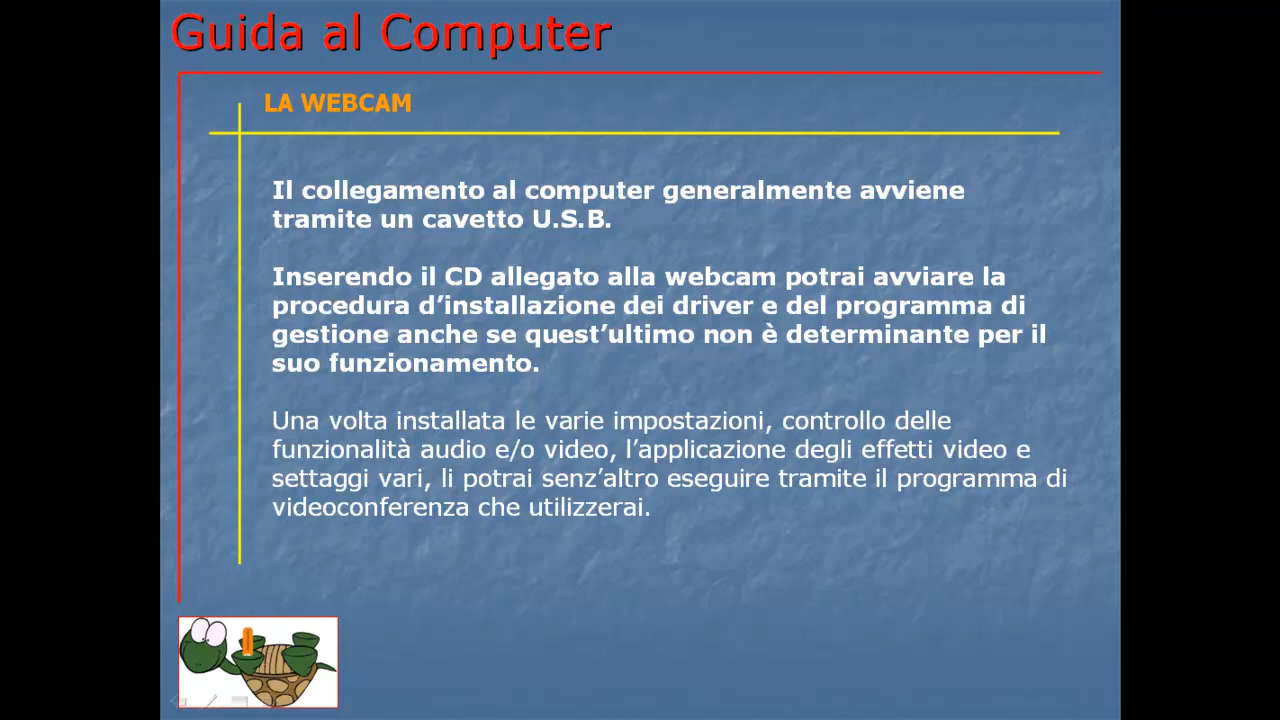 Guida al Computer
LA WEBCAM
Il collegamento al computer generalmente avviene
tramite un cavetto U.S.B.
Inserendo il CD allegato alla webcam potrai avviare la
procedura d’installazione dei driver e del programma di
gestione anche se quest’ultimo non è determinante per il
suo funzionamento.
Una volta installata le varie impostazioni, controllo delle
funzionalità audio e/o video, l’applicazione degli effetti video e
settaggi vari, li potrai senz’altro eseguire tramite il programma di
videoconferenza che utilizzerai.